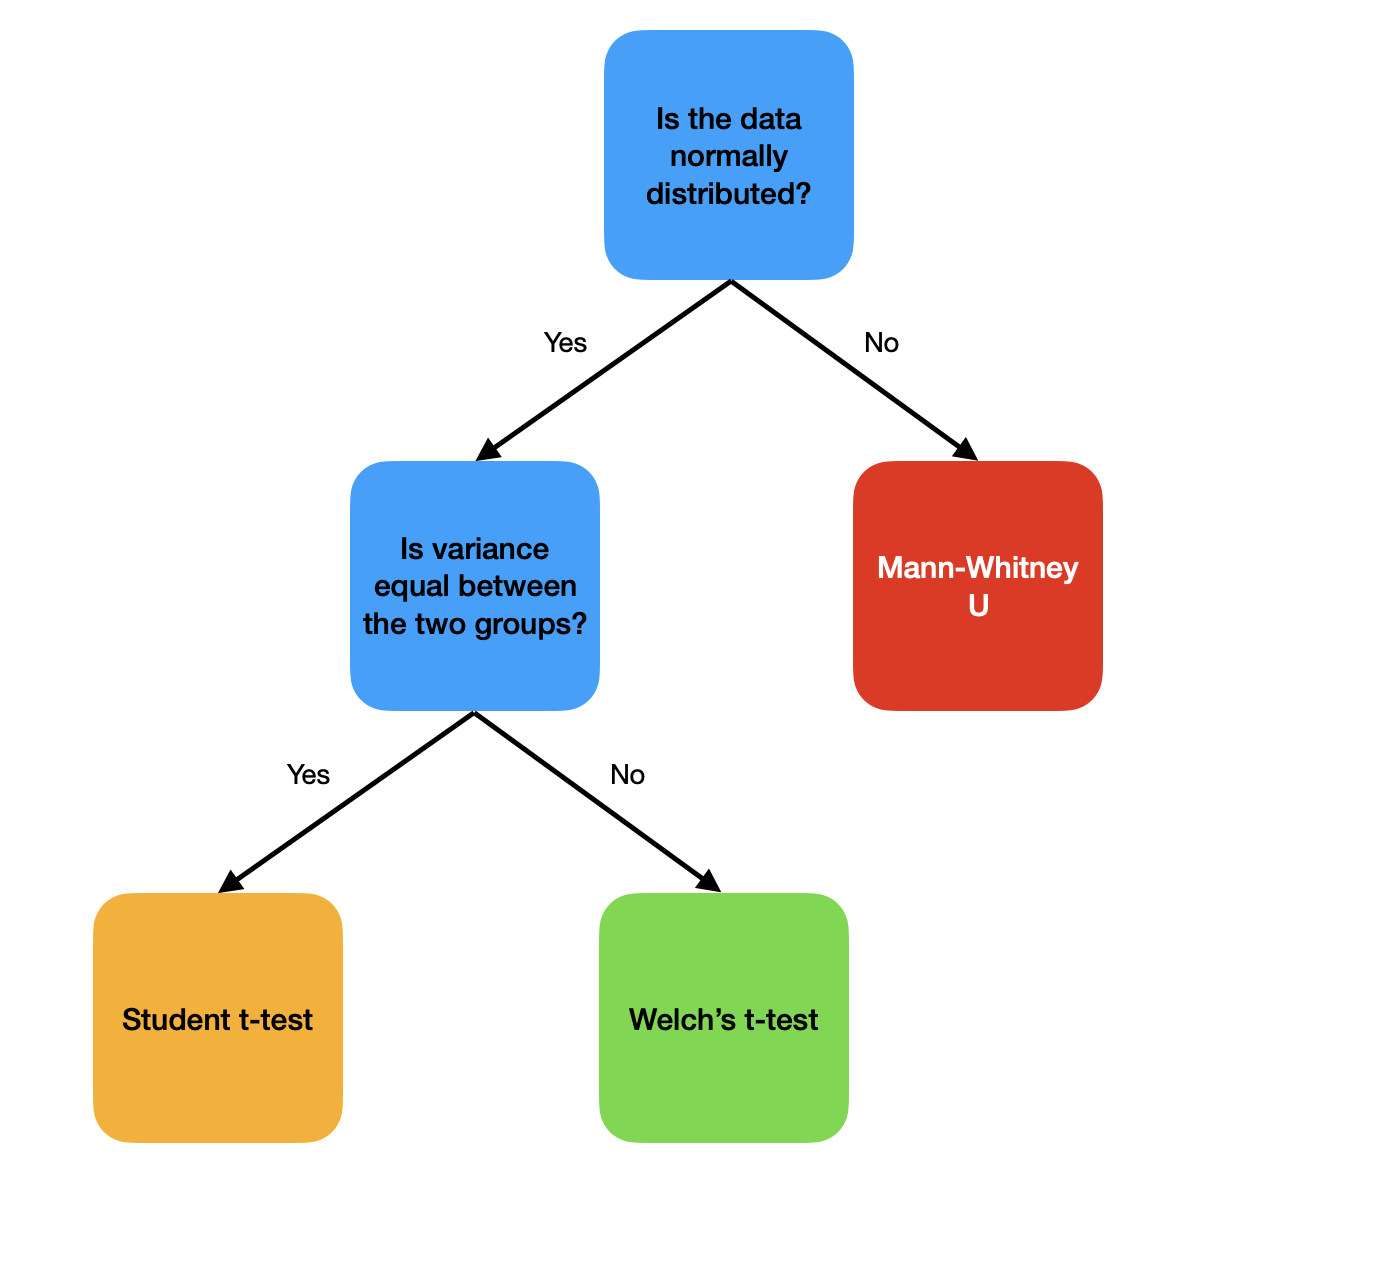 Is the data
normally
distributed?
Yes
No
Is variance
equal between
the two groups?
Mann-Whitney
U
Yes
No
Student t-test
Welch’s t-test